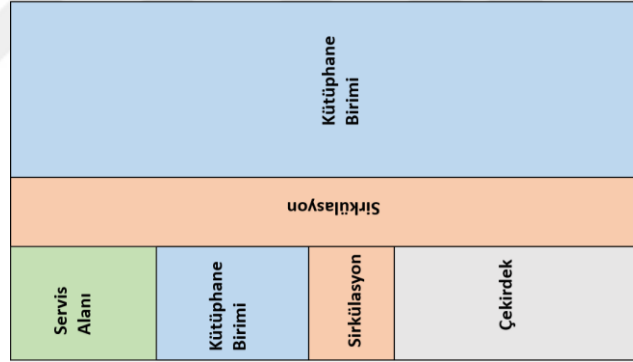 Kütüphane
Birimi
Sirkülasyon
Servis
Alanı
Kütüphane
Birimi
Sirkülasyon
Çekirdek